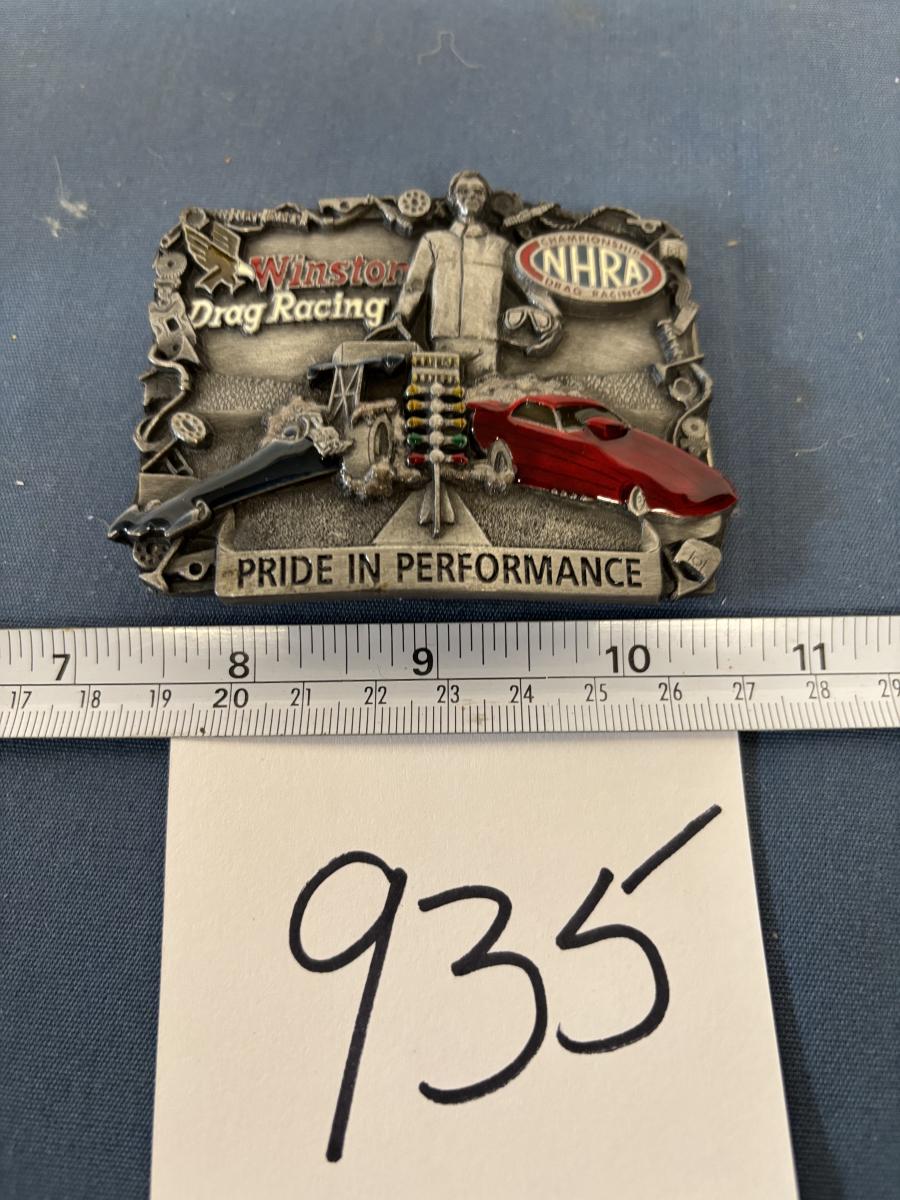 Winston
Drag Racing
CHAMPIONSHIP
NHRA
DRAG RACING
PRIDE IN PERFORMANCE
7 8 9 10 11
17 18 19 20 21 22 23 24 25 26 27 28 29
935